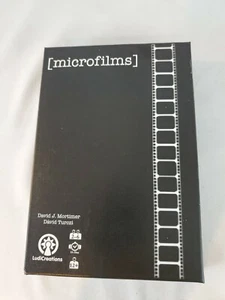 [microfilms]
David J. Mortimer
Dávid Turczi
LudiCreations